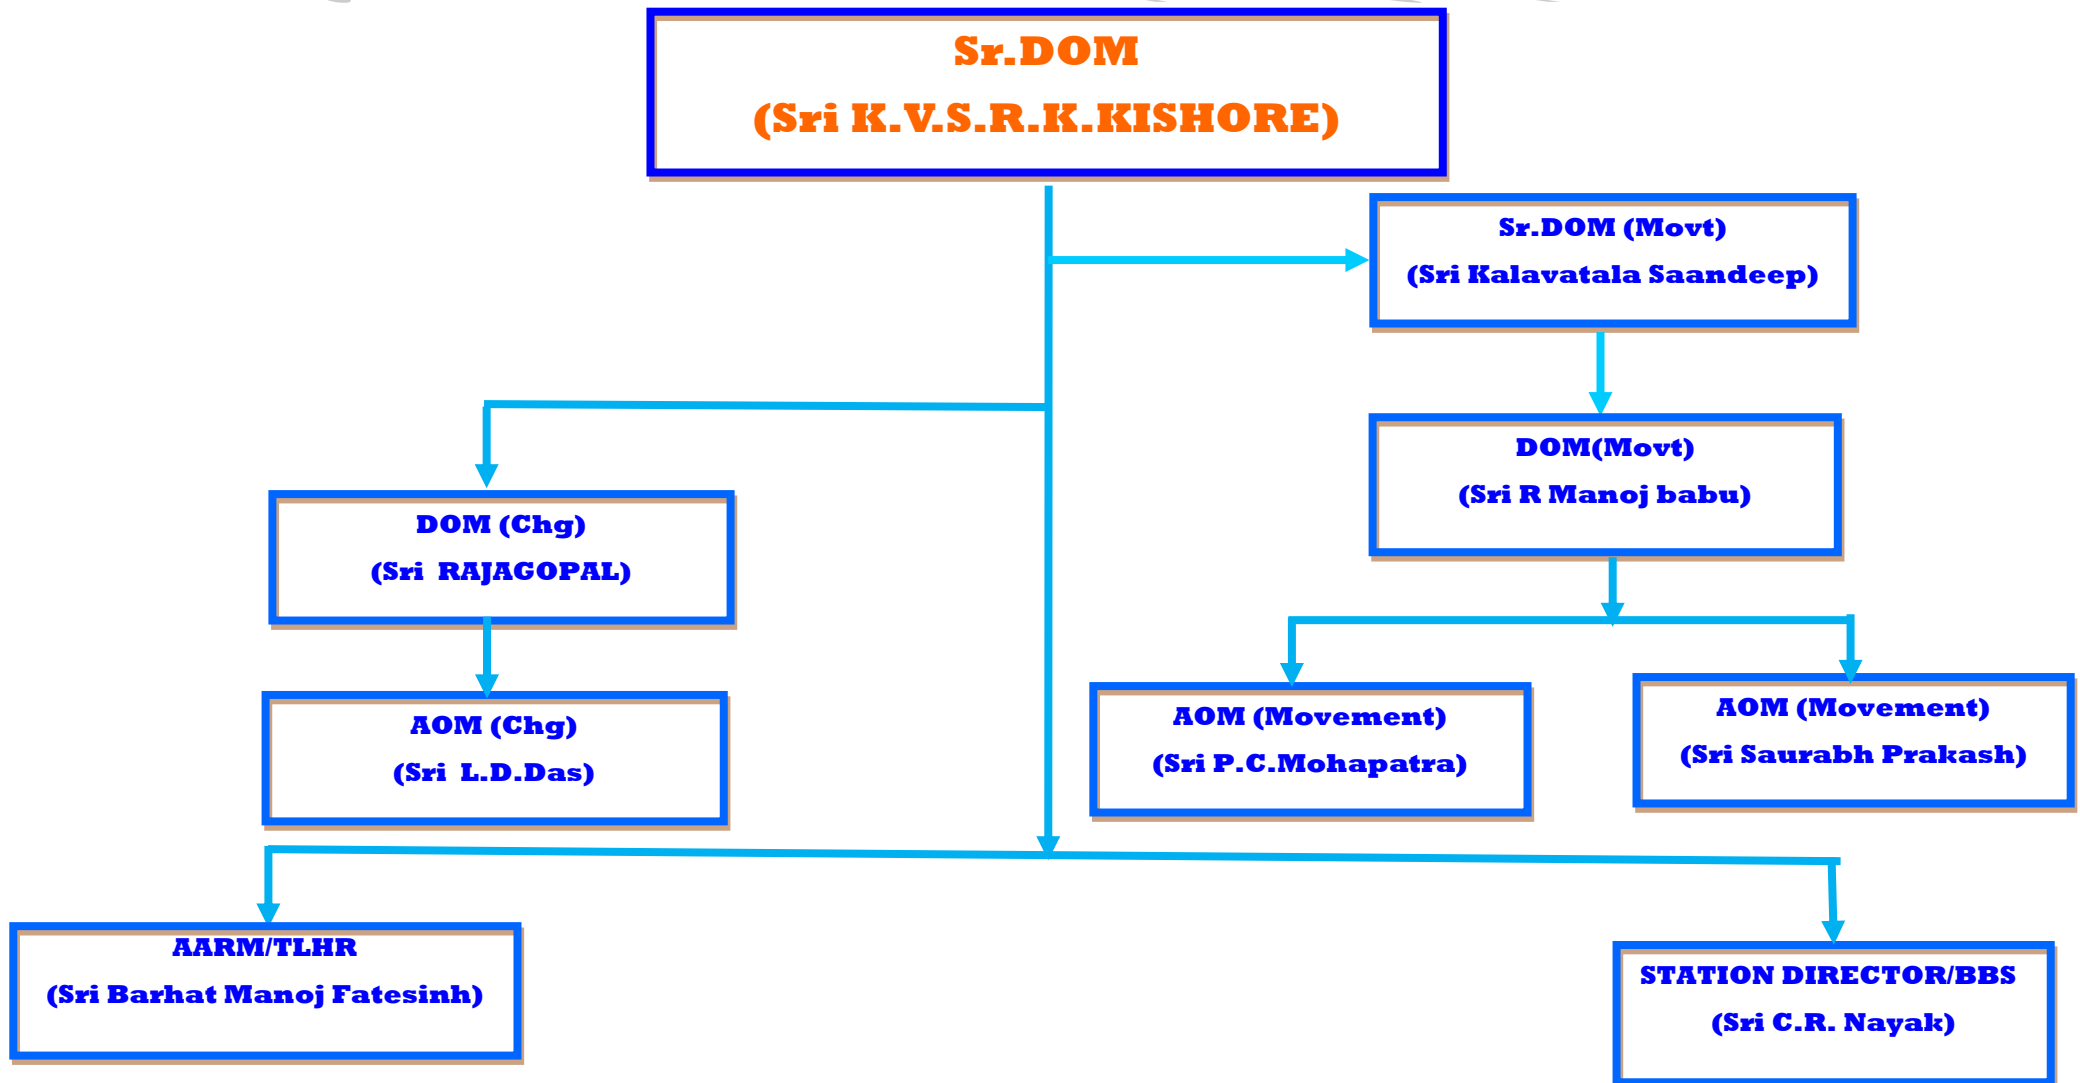 Sr.DOM
(Sri K.V.S.R.K.KISHORE)
Sr.DOM (Movt)
(Sri Kalavatala Saandeep)
DOM(Movt)
(Sri R Manoj babu)
DOM (Chg)
(Sri RAJAGOPAL)
AOM (Chg)
(Sri L.D.Das)
AOM (Movement)
(Sri P.C.Mohapatra)
AOM (Movement)
(Sri Saurabh Prakash)
AARM/TLHR
(Sri Barhat Manoj Fatesinh)
STATION DIRECTOR/BBS
(Sri C.R. Nayak)